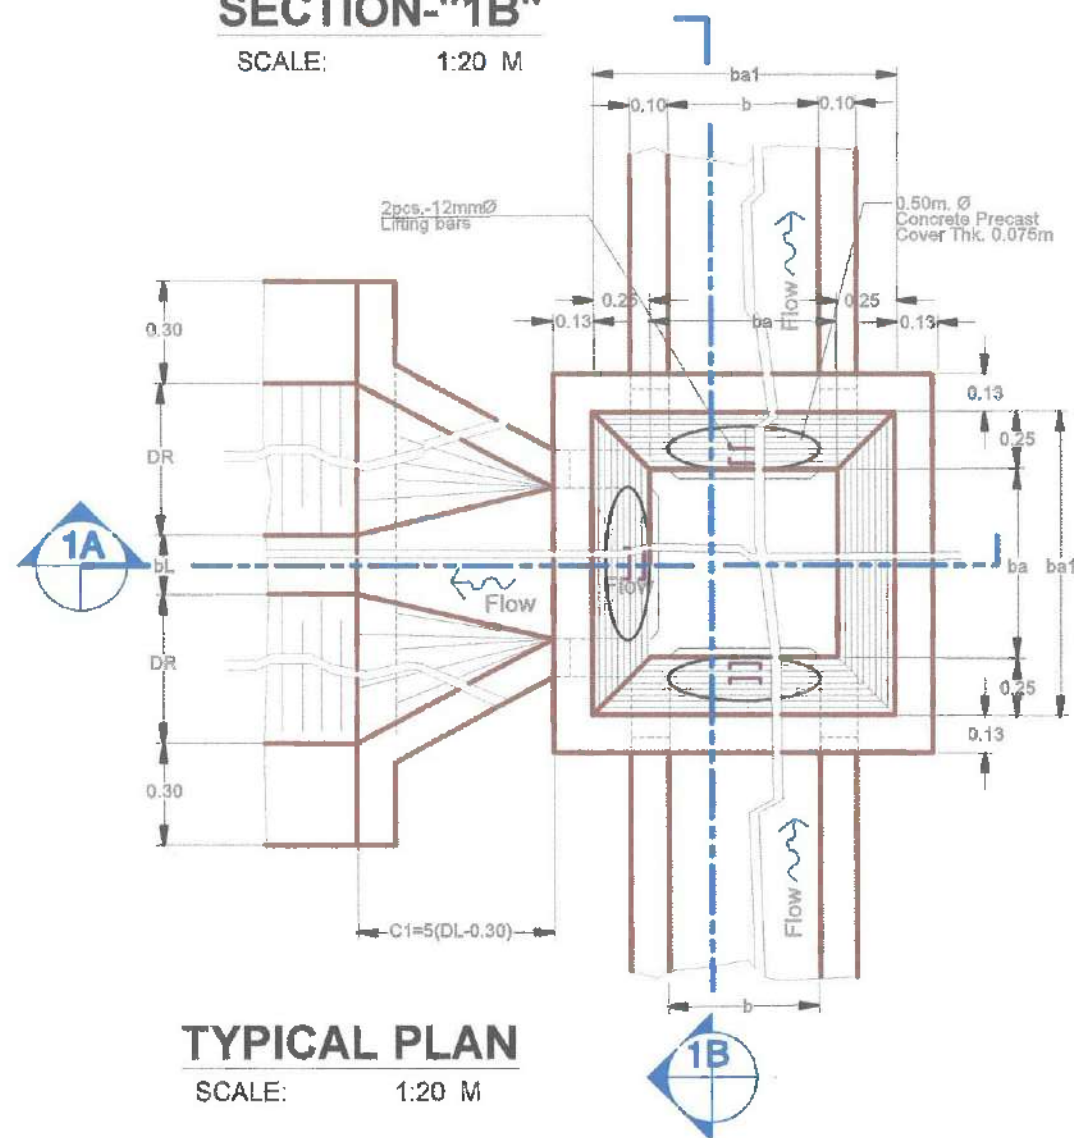 SECTION-"1B"
SCALE: 1:20 M
ba1
0.10 b 0.10
2pcs.-12mmØ
Lifting bars
0.50m. Ø
Concrete Precast
Cover Thk. 0.075m
Flow
0.25 0.25
0.13 ba 0.13
0.30
0.13
0.25
DR
1A
bL
ba ba1
Flow
Flow
DR
0.25
0.13
0.30
Flow
C1=5(DL-0.30)
b
TYPICAL PLAN
SCALE: 1:20 M
1B